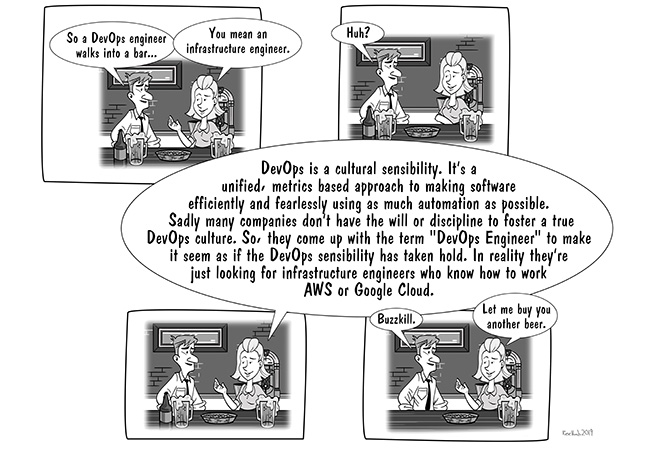 So a DevOps engineer
walks into a bar...
You mean an
infrastructure engineer.
Huh?
DevOps is a cultural sensibility. It's a
unified, metrics based approach to making software
efficiently and fearlessly using as much automation as possible.
Sadly many companies don't have the will or discipline to foster a true
DevOps culture. So, they come up with the term "DevOps Engineer" to make
it seem as if the DevOps sensibility has taken hold. In reality they're
just looking for infrastructure engineers who know how to work
AWS or Google Cloud.
Buzzkill.
Let me buy you
another beer.
2019